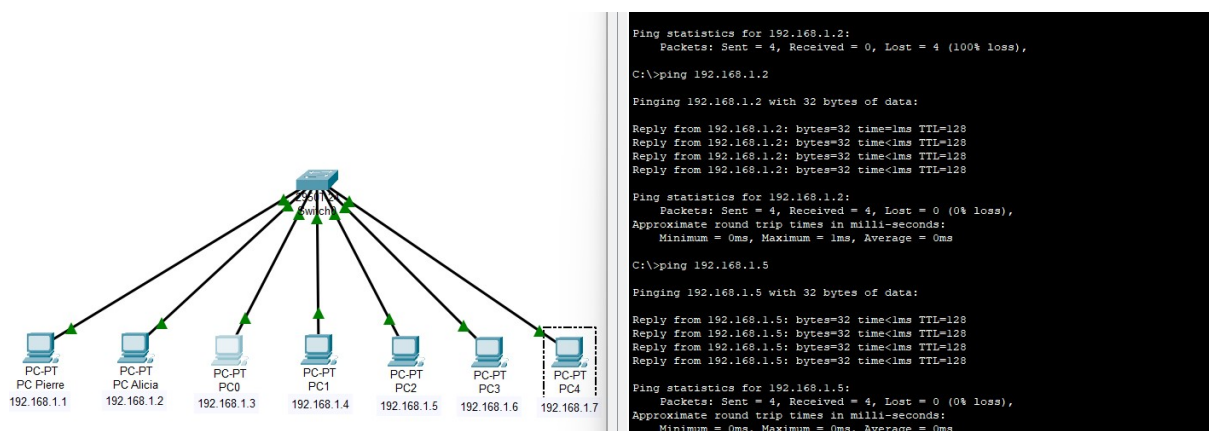 Switch0
PC-PT
PC Pierre
192.168.1.1
PC-PT
PC Alicia
192.168.1.2
PC-PT
PC0
192.168.1.3
PC-PT
PC1
192.168.1.4
PC-PT
PC2
192.168.1.5
PC-PT
PC3
192.168.1.6
PC-PT
PC4
192.168.1.7
Ping statistics for 192.168.1.2:
Packets: Sent = 4, Received = 0, Lost = 4 (100% loss),
C:\>ping 192.168.1.2
Pinging 192.168.1.2 with 32 bytes of data:
Reply from 192.168.1.2: bytes=32 time=1ms TTL=128
Reply from 192.168.1.2: bytes=32 time<1ms TTL=128
Reply from 192.168.1.2: bytes=32 time<1ms TTL=128
Reply from 192.168.1.2: bytes=32 time<1ms TTL=128
Ping statistics for 192.168.1.2:
Packets: Sent = 4, Received = 4, Lost = 0 (0% loss),
Approximate round trip times in milli-seconds:
Minimum = 0ms, Maximum = 1ms, Average = 0ms
C:\>ping 192.168.1.5
Pinging 192.168.1.5 with 32 bytes of data:
Reply from 192.168.1.5: bytes=32 time<1ms TTL=128
Reply from 192.168.1.5: bytes=32 time<1ms TTL=128
Reply from 192.168.1.5: bytes=32 time<1ms TTL=128
Reply from 192.168.1.5: bytes=32 time<1ms TTL=128
Ping statistics for 192.168.1.5:
Packets: Sent = 4, Received = 4, Lost = 0 (0% loss),
Approximate round trip times in milli-seconds:
Minimum = 0ms, Maximum = 0ms, Average = 0ms